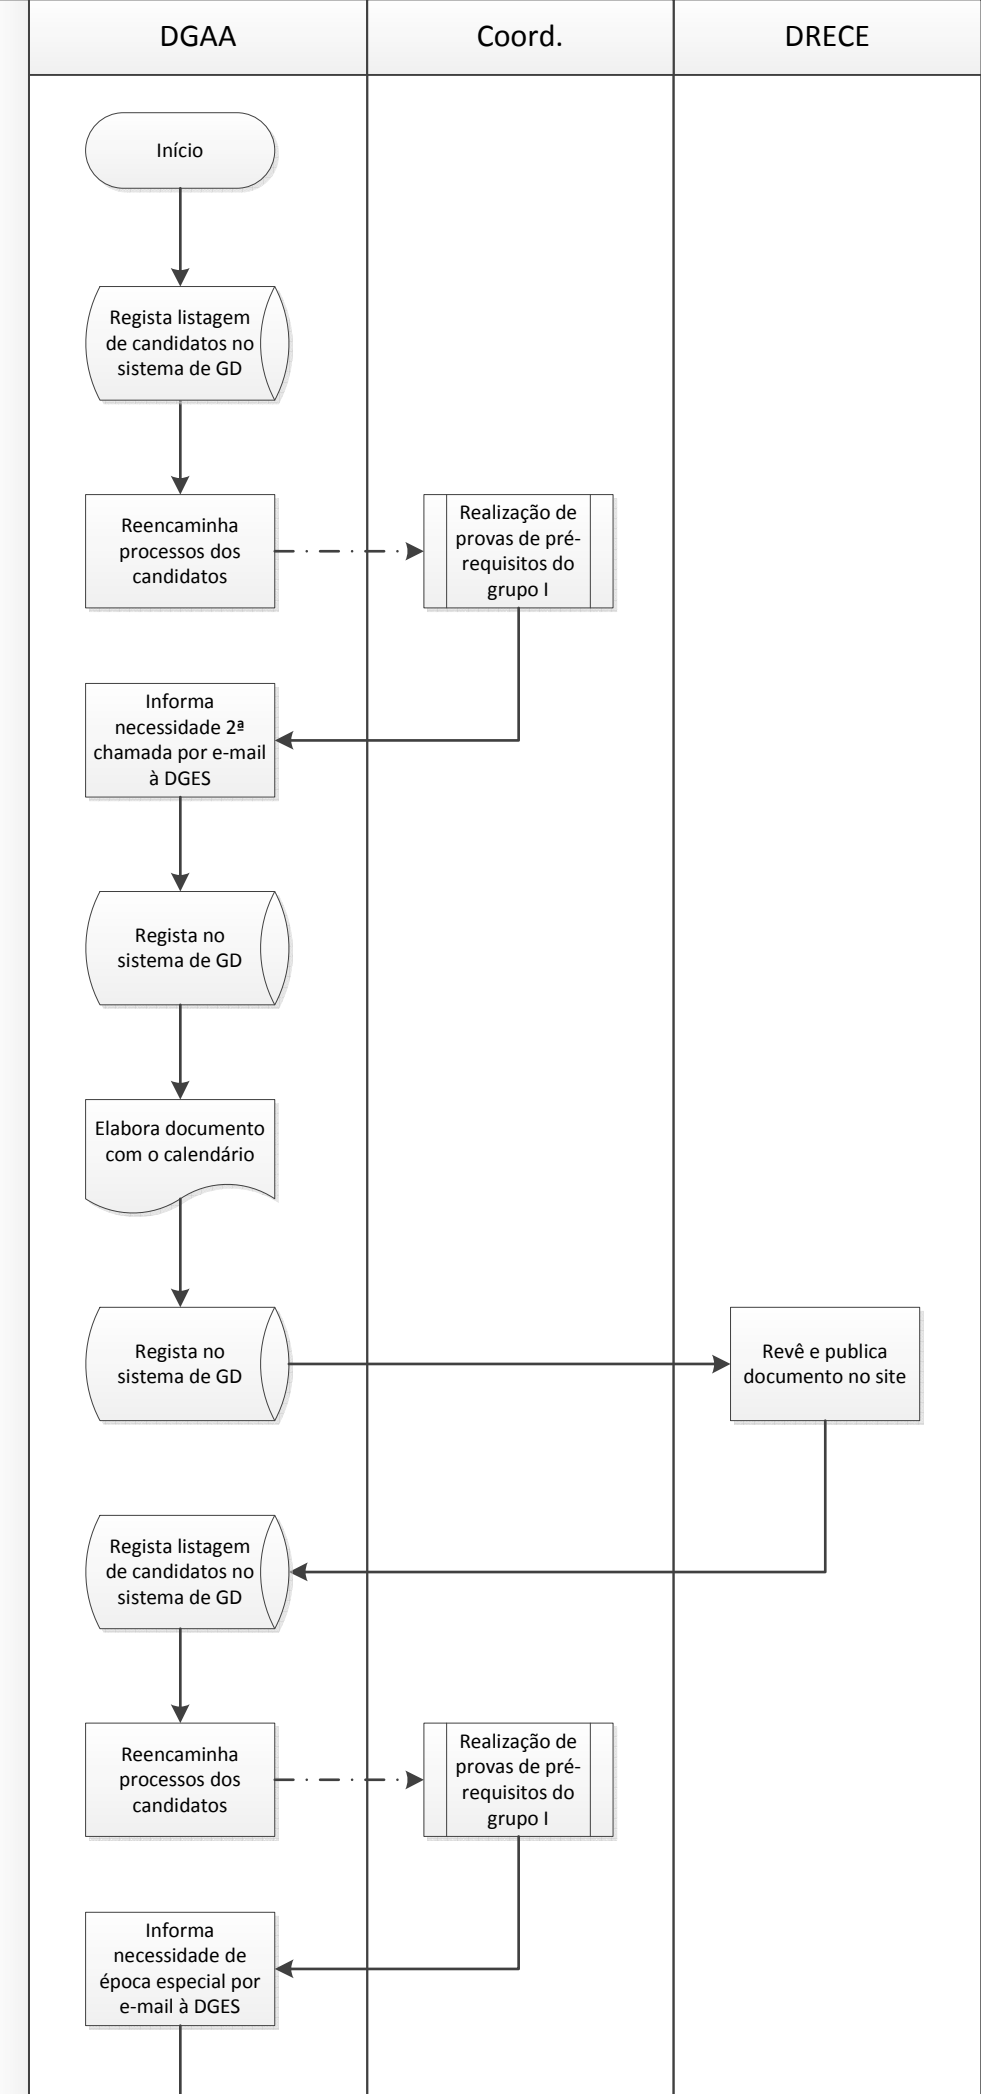 DGAA
Coord.
DRECE
Início
Regista listagem
de candidatos no
sistema de GD
Reencaminha
processos dos
candidatos
Realização de
provas de pré-
requisitos do
grupo I
Informa
necessidade 2ª
chamada por e-mail
à DGES
Regista no
sistema de GD
Elabora documento
com o calendário
Regista no
sistema de GD
Revê e publica
documento no site
Regista listagem
de candidatos no
sistema de GD
Reencaminha
processos dos
candidatos
Realização de
provas de pré-
requisitos do
grupo I
Informa
necessidade de
época especial por
e-mail à DGES